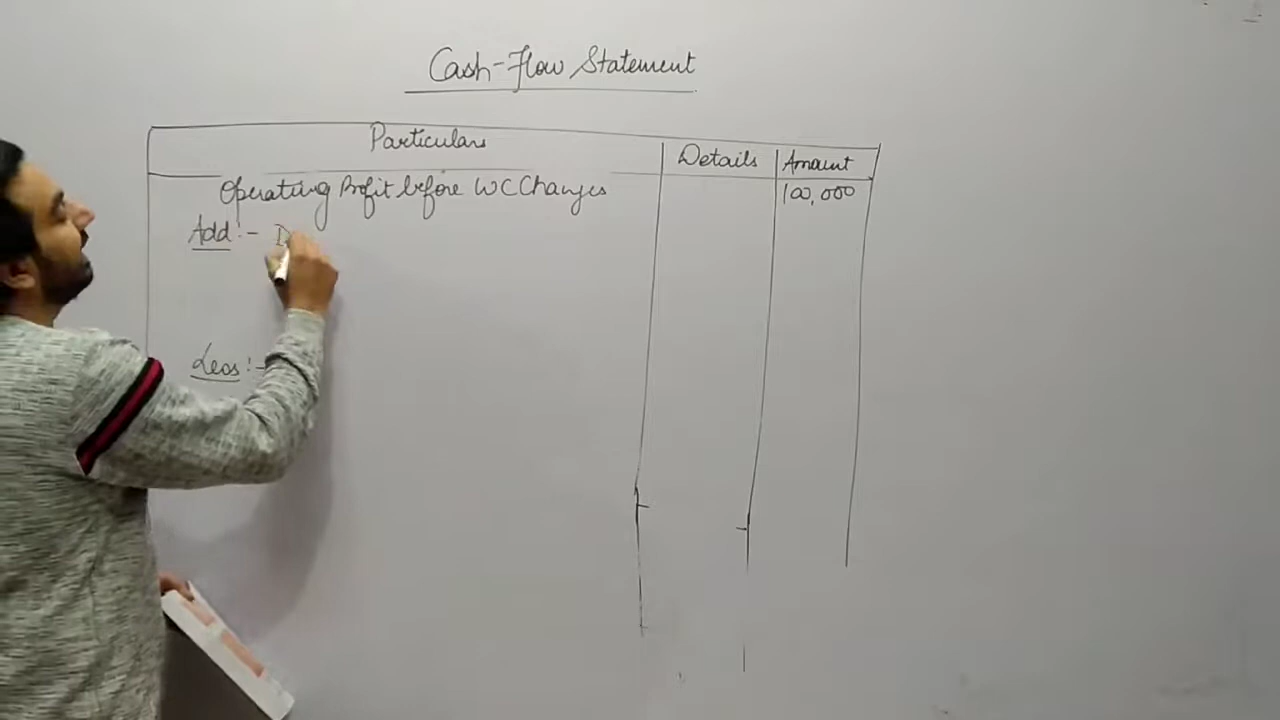 Cash-Flow Statement
Particulars Details Amount
Operating Profit before WC Changes 100,000
Add:- D
Less:-